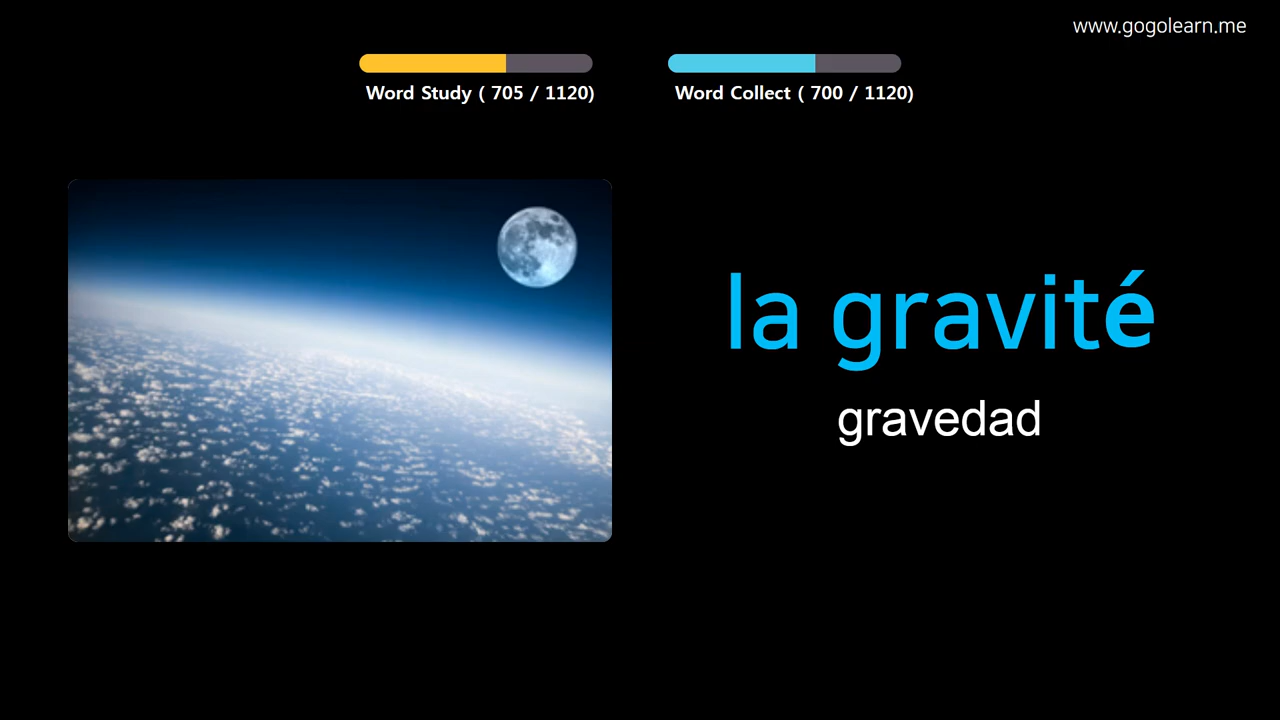 www.gogolearn.me
Word Study ( 705 / 1120)
Word Collect ( 700 / 1120)
la gravité
gravedad